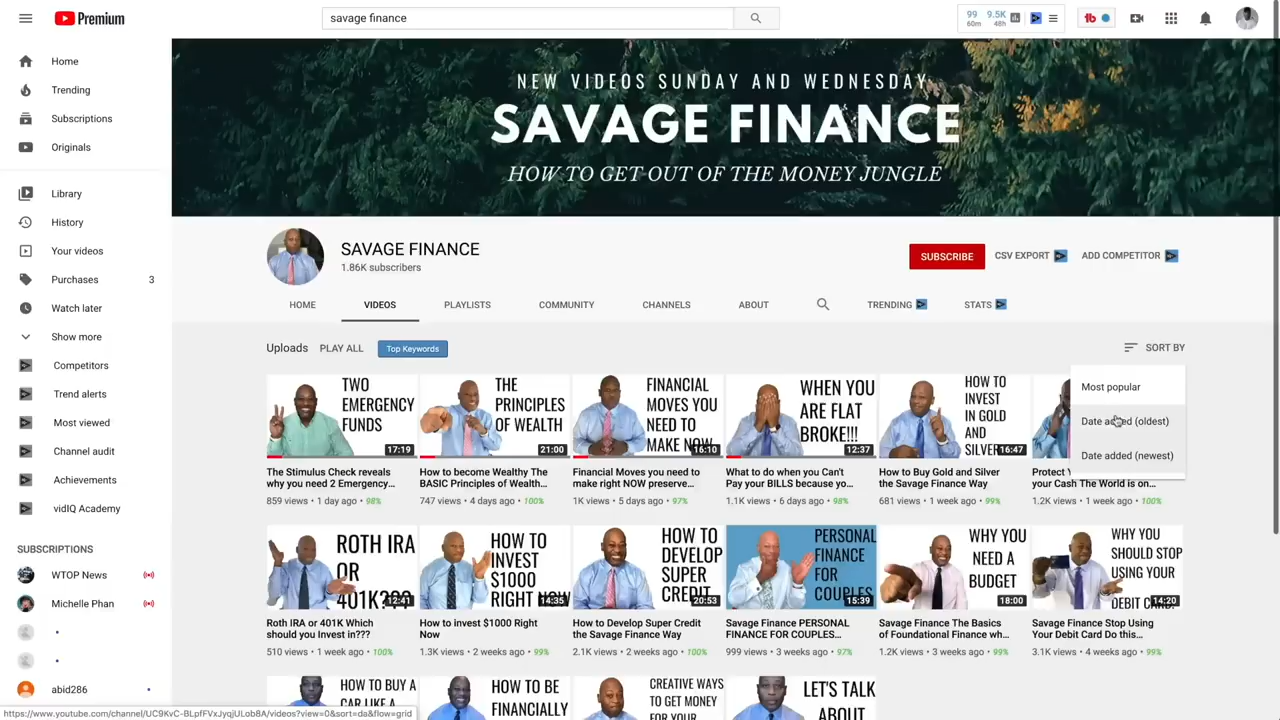 Premium
savage finance
99
60m
9.5K
48h
tb
NEW VIDEOS SUNDAY AND WEDNESDAY
SAVAGE FINANCE
HOW TO GET OUT OF THE MONEY JUNGLE
Home
Trending
Subscriptions
Originals
Library
History
Your videos
Purchases 3
Watch later
Show more
Competitors
Trend alerts
Most viewed
Channel audit
Achievements
vidIQ Academy
SUBSCRIPTIONS
WTOP News
Michelle Phan
abid286
SAVAGE FINANCE
1.86K subscribers
SUBSCRIBE
CSV EXPORT
ADD COMPETITOR
HOME VIDEOS PLAYLISTS COMMUNITY CHANNELS ABOUT TRENDING STATS
Uploads PLAY ALL Top Keywords SORT BY
Most popular
Date added (oldest)
Date added (newest)
TWO
EMERGENCY
FUNDS
17:19
The Stimulus Check reveals
why you need 2 Emergency...
859 views • 1 day ago • 98%
THE
PRINCIPLES
OF WEALTH
21:00
How to become Wealthy The
BASIC Principles of Wealth...
747 views • 4 days ago • 100%
FINANCIAL
MOVES YOU
NEED TO
MAKE NOW
16:10
Financial Moves you need to
make right NOW preserve...
1K views • 5 days ago • 97%
WHEN YOU
ARE FLAT
BROKE!!!
12:37
What to do when you Can't
Pay your BILLS because yo...
1.1K views • 6 days ago • 98%
HOW TO
INVEST
IN GOLD
AND
SILVER
16:47
How to Buy Gold and Silver
the Savage Finance Way
681 views • 1 week ago • 99%
Protect Y
your Cash The World is on...
1.2K views • 1 week ago • 100%
ROTH IRA
OR
401K???
Roth IRA or 401K Which
should you Invest in???
510 views • 1 week ago • 100%
HOW TO
INVEST
$1000
RIGHT NOW
14:35
How to invest $1000 Right
Now
1.3K views • 2 weeks ago • 99%
HOW TO
DEVELOP
SUPER
CREDIT
20:53
How to Develop Super Credit
the Savage Finance Way
2.1K views • 2 weeks ago • 100%
PERSONAL
FINANCE
FOR
COUPLES
15:39
Savage Finance PERSONAL
FINANCE FOR COUPLES...
999 views • 3 weeks ago • 97%
WHY YOU
NEED A
BUDGET
18:00
Savage Finance The Basics
of Foundational Finance wh...
1.2K views • 3 weeks ago • 100%
WHY YOU
SHOULD STOP
USING YOUR
DEBIT CARD
14:20
Savage Finance Stop Using
Your Debit Card Do this...
3.1K views • 4 weeks ago • 99%
HOW TO BUY A
CAR LIKE A
HOW TO BE
FINANCIALLY
CREATIVE WAYS
TO GET MONEY
FOR YOUR
LET'S TALK
ABOUT
https://www.youtube.com/channel/UC9KvC-BLpfFVxJyqjULob8A/videos?view=0&sort=da&flow=grid